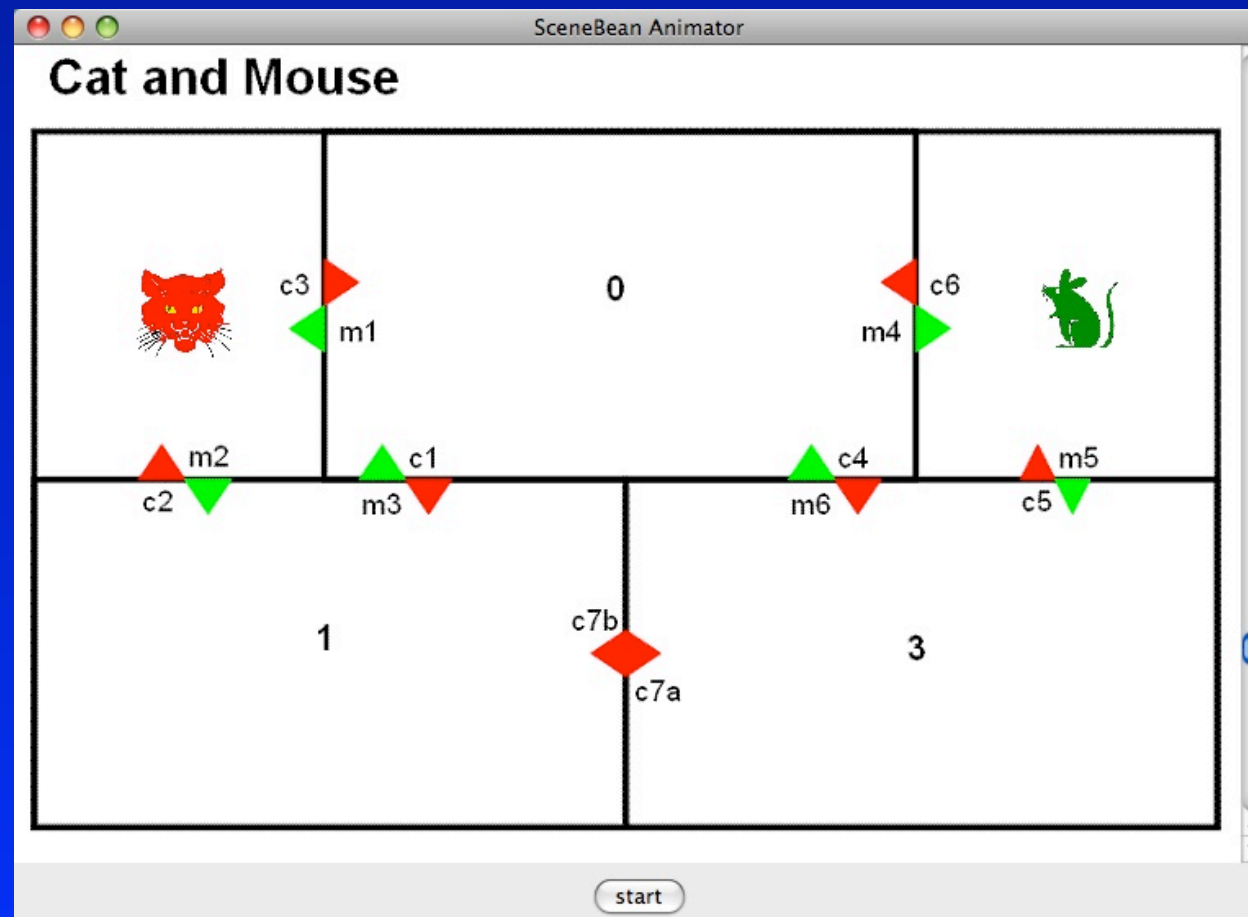 SceneBean Animator
Cat and Mouse
c3
0
c6
m1
m4
m2
c1
c4
m5
c2
m3
m6
c5
c7b
1
3
c7a
start